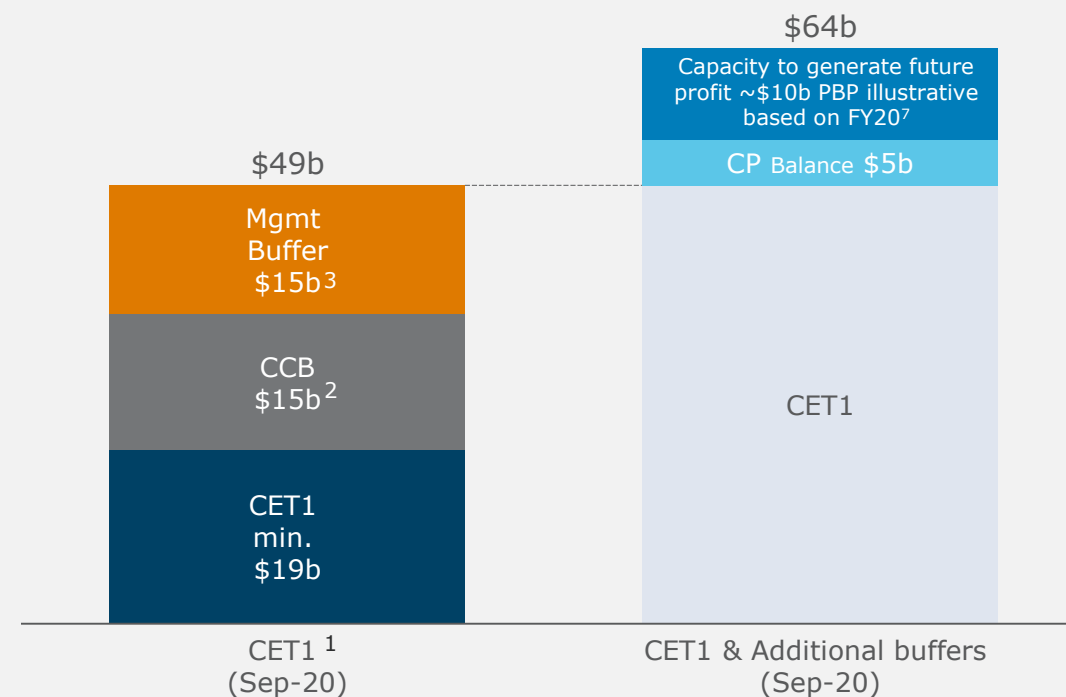 $64b
Capacity to generate future
profit ~$10b PBP illustrative
based on FY20⁷
CP Balance $5b
CET1
$49b
Mgmt
Buffer
$15b³
CCB
$15b²
CET1
min.
$19b
CET1 ¹
(Sep-20)
CET1 & Additional buffers
(Sep-20)